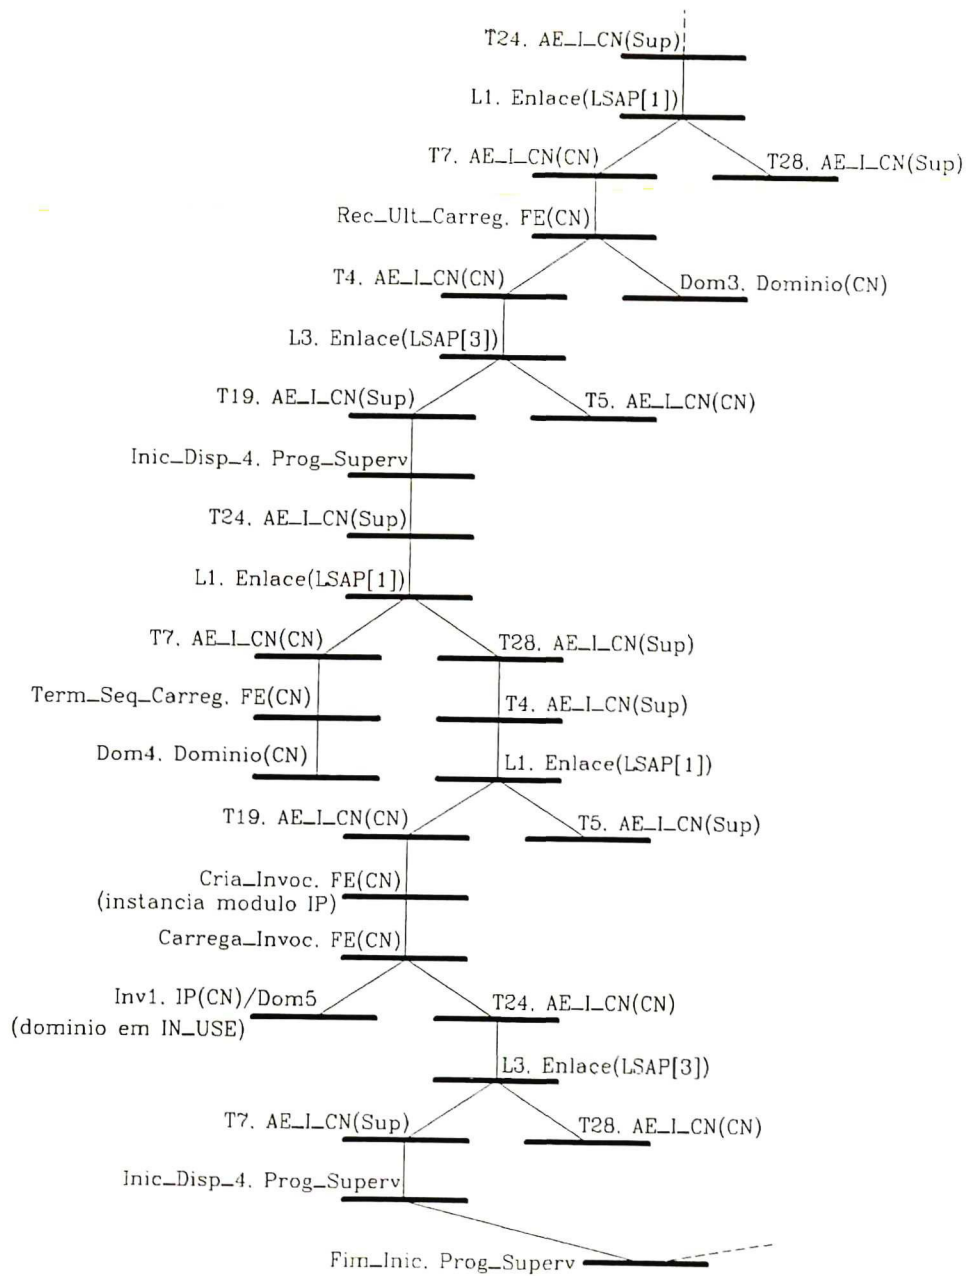 T24. AE_I_CN(Sup)
L1. Enlace(LSAP[1])
T7. AE_I_CN(CN)
T28. AE_I_CN(Sup)
Rec_Ult_Carreg. FE(CN)
T4. AE_I_CN(CN)
Dom3. Dominio(CN)
L3. Enlace(LSAP[3])
T19. AE_I_CN(Sup)
T5. AE_I_CN(CN)
Inic_Disp_4. Prog_Superv
T24. AE_I_CN(Sup)
L1. Enlace(LSAP[1])
T7. AE_I_CN(CN)
T28. AE_I_CN(Sup)
Term_Seq_Carreg. FE(CN)
T4. AE_I_CN(Sup)
Dom4. Dominio(CN)
L1. Enlace(LSAP[1])
T19. AE_I_CN(CN)
T5. AE_I_CN(Sup)
Cria_Invoc. FE(CN)
(instancia modulo IP)
Carrega_Invoc. FE(CN)
Inv1. IP(CN)/Dom5
(dominio em IN_USE)
T24. AE_I_CN(CN)
L3. Enlace(LSAP[3])
T7. AE_I_CN(Sup)
T28. AE_I_CN(CN)
Inic_Disp_4. Prog_Superv
Fim_Inic. Prog_Superv